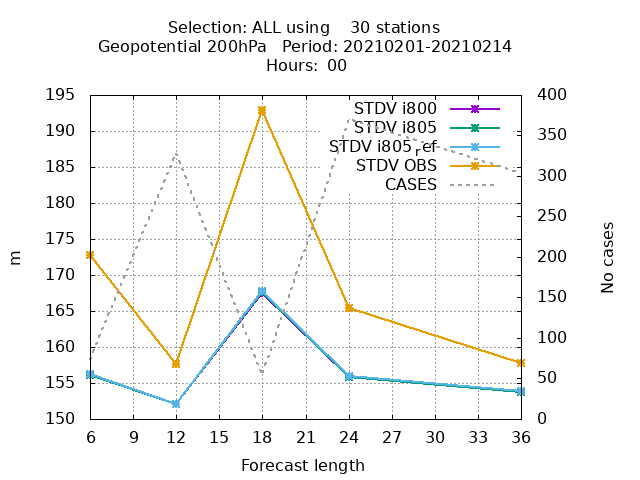 Selection: ALL using    30 stations
Geopotential 200hPa   Period: 20210201-20210214
Hours:  00
STDV i800
STDV i805
STDV i805ref
STDV OBS
CASES
195
190
185
180
175
170
165
160
155
150
m
400
350
300
250
200
150
100
50
0
No cases
6 9 12 15 18 21 24 27 30 33 36
Forecast length